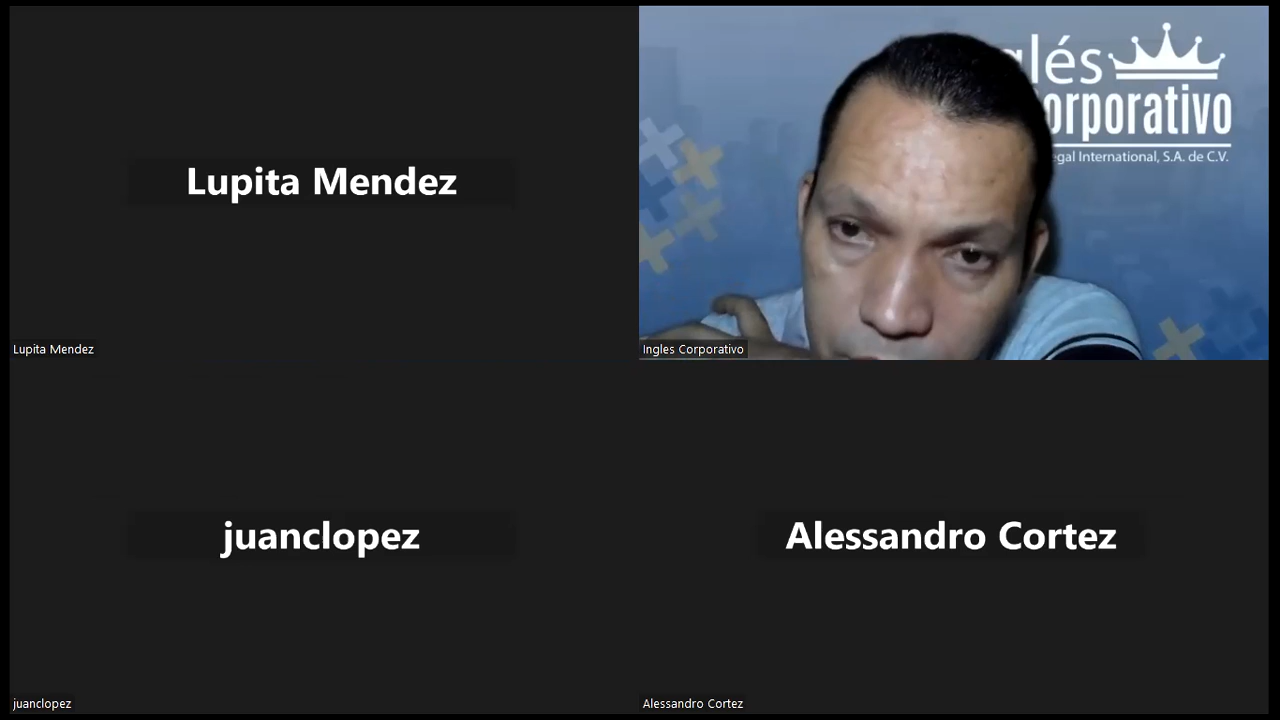 Lupita Mendez
Lupita Mendez
glés
orporativo
egal International, S.A. de C.V.
Ingles Corporativo
juanclopez
juanclopez
Alessandro Cortez
Alessandro Cortez